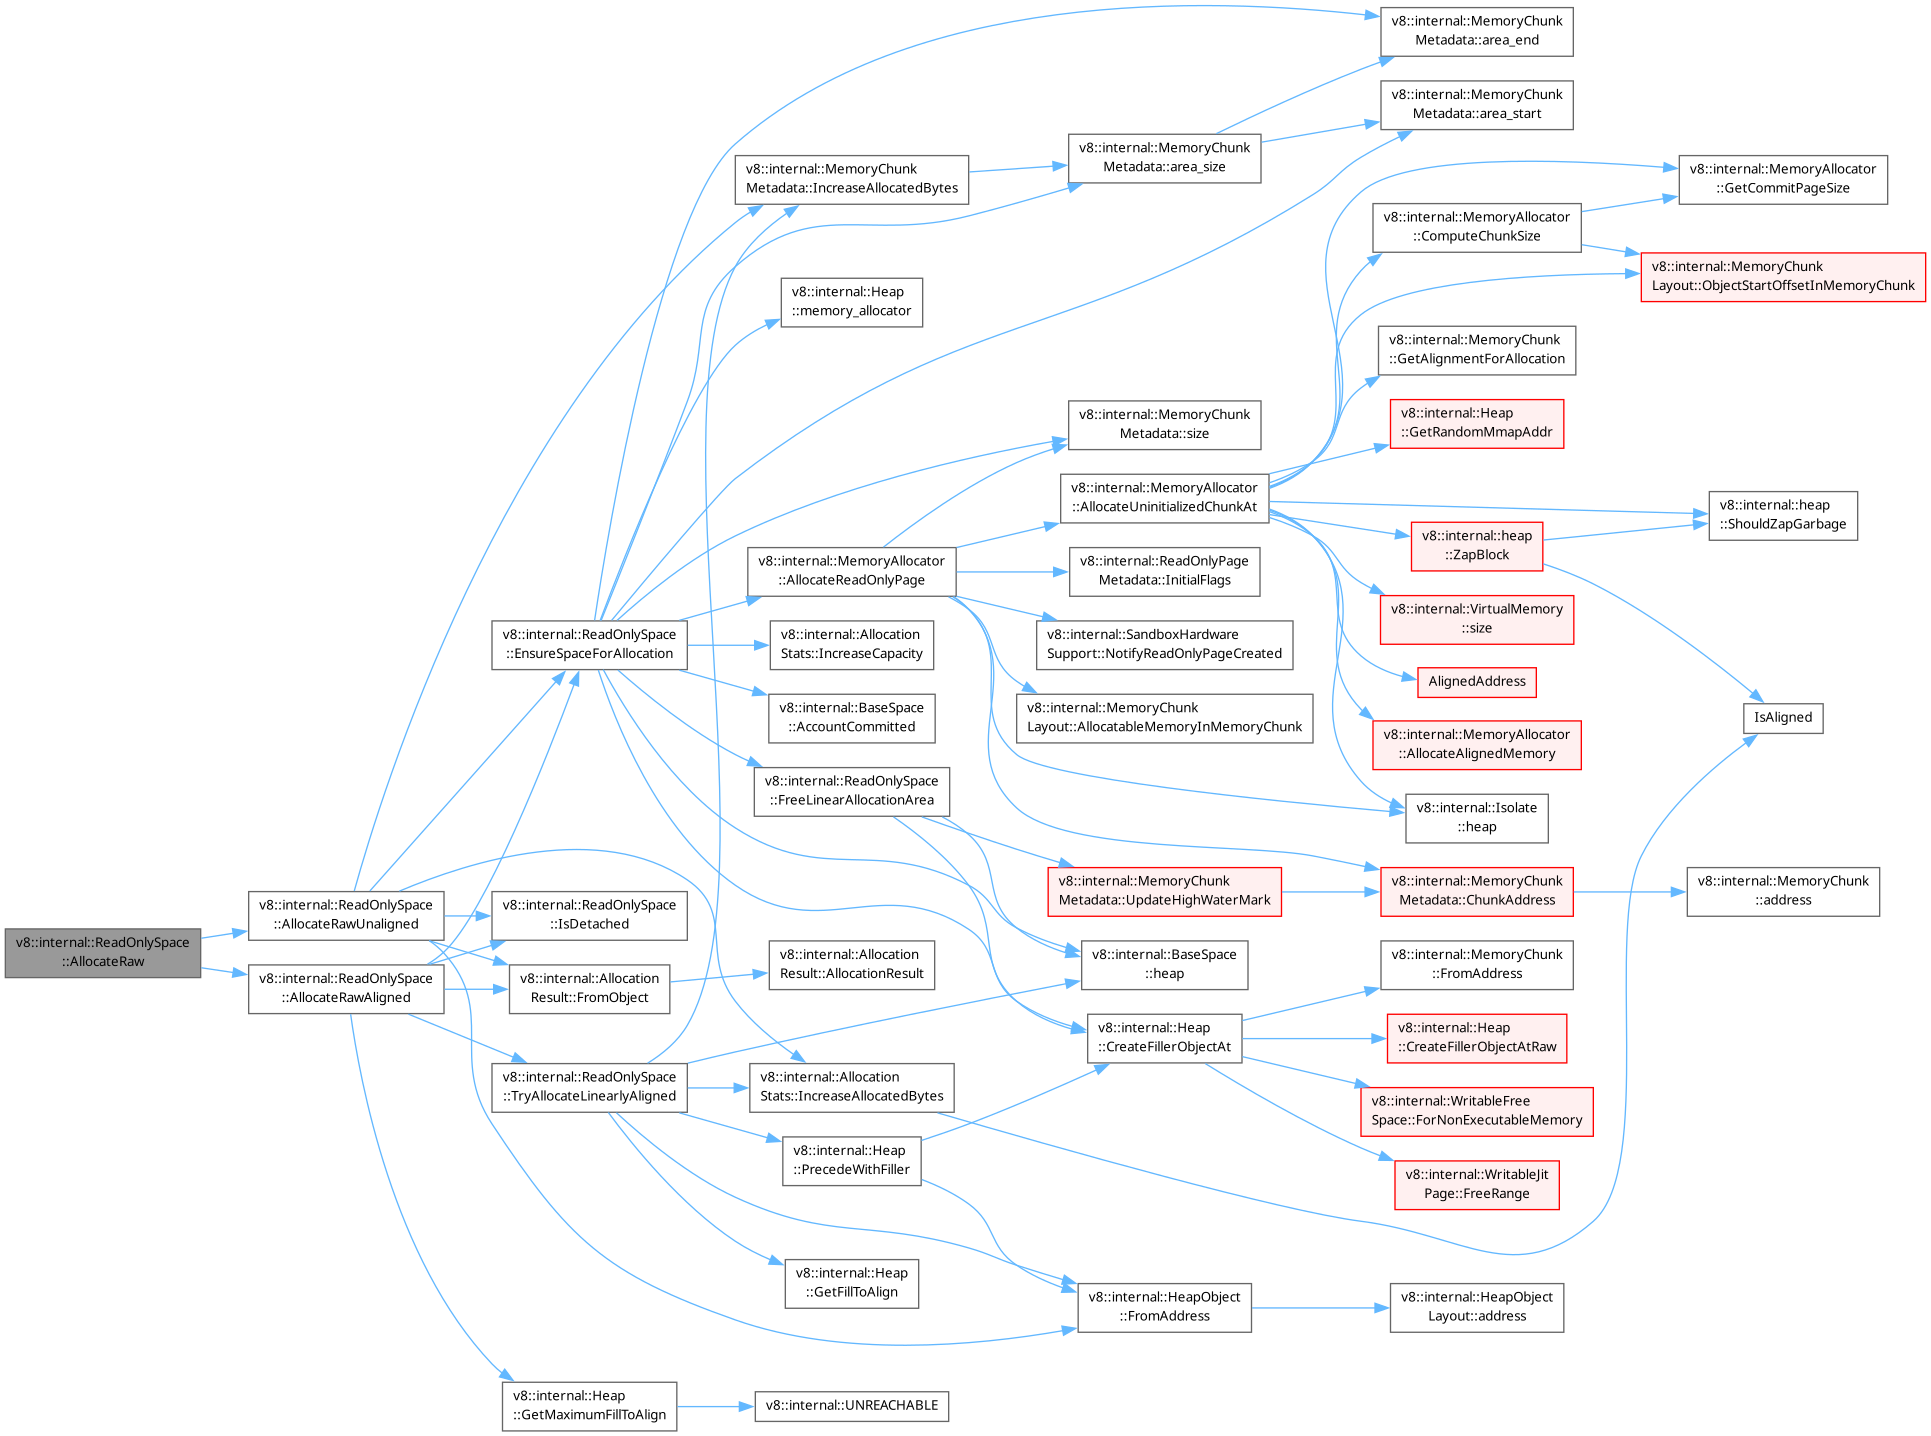 v8::internal::ReadOnlySpace
::AllocateRaw
v8::internal::ReadOnlySpace
::AllocateRawUnaligned
v8::internal::ReadOnlySpace
::AllocateRawAligned
v8::internal::ReadOnlySpace
::EnsureSpaceForAllocation
v8::internal::ReadOnlySpace
::IsDetached
v8::internal::Allocation
Result::FromObject
v8::internal::ReadOnlySpace
::TryAllocateLinearlyAligned
v8::internal::Heap
::GetMaximumFillToAlign
v8::internal::MemoryChunk
Metadata::IncreaseAllocatedBytes
v8::internal::Heap
::memory_allocator
v8::internal::MemoryAllocator
::AllocateReadOnlyPage
v8::internal::Allocation
Stats::IncreaseCapacity
v8::internal::BaseSpace
::AccountCommitted
v8::internal::ReadOnlySpace
::FreeLinearAllocationArea
v8::internal::Allocation
Result::AllocationResult
v8::internal::Allocation
Stats::IncreaseAllocatedBytes
v8::internal::Heap
::PrecedeWithFiller
v8::internal::Heap
::GetFillToAlign
v8::internal::UNREACHABLE
v8::internal::MemoryChunk
Metadata::area_size
v8::internal::MemoryChunk
Metadata::size
v8::internal::MemoryAllocator
::AllocateUninitializedChunkAt
v8::internal::ReadOnlyPage
Metadata::InitialFlags
v8::internal::SandboxHardware
Support::NotifyReadOnlyPageCreated
v8::internal::MemoryChunk
Layout::AllocatableMemoryInMemoryChunk
v8::internal::MemoryChunk
Metadata::UpdateHighWaterMark
v8::internal::BaseSpace
::heap
v8::internal::Heap
::CreateFillerObjectAt
v8::internal::HeapObject
::FromAddress
v8::internal::MemoryChunk
Metadata::area_end
v8::internal::MemoryChunk
Metadata::area_start
v8::internal::MemoryAllocator
::ComputeChunkSize
v8::internal::MemoryChunk
::GetAlignmentForAllocation
v8::internal::Heap
::GetRandomMmapAddr
v8::internal::heap
::ZapBlock
v8::internal::VirtualMemory
::size
AlignedAddress
v8::internal::MemoryAllocator
::AllocateAlignedMemory
v8::internal::Isolate
::heap
v8::internal::MemoryChunk
Metadata::ChunkAddress
v8::internal::MemoryChunk
::FromAddress
v8::internal::Heap
::CreateFillerObjectAtRaw
v8::internal::WritableFree
Space::ForNonExecutableMemory
v8::internal::WritableJit
Page::FreeRange
v8::internal::HeapObject
Layout::address
v8::internal::MemoryAllocator
::GetCommitPageSize
v8::internal::MemoryChunk
Layout::ObjectStartOffsetInMemoryChunk
v8::internal::heap
::ShouldZapGarbage
IsAligned
v8::internal::MemoryChunk
::address